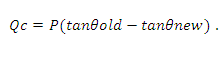 Qc = P(tanθold − tanθnew) .